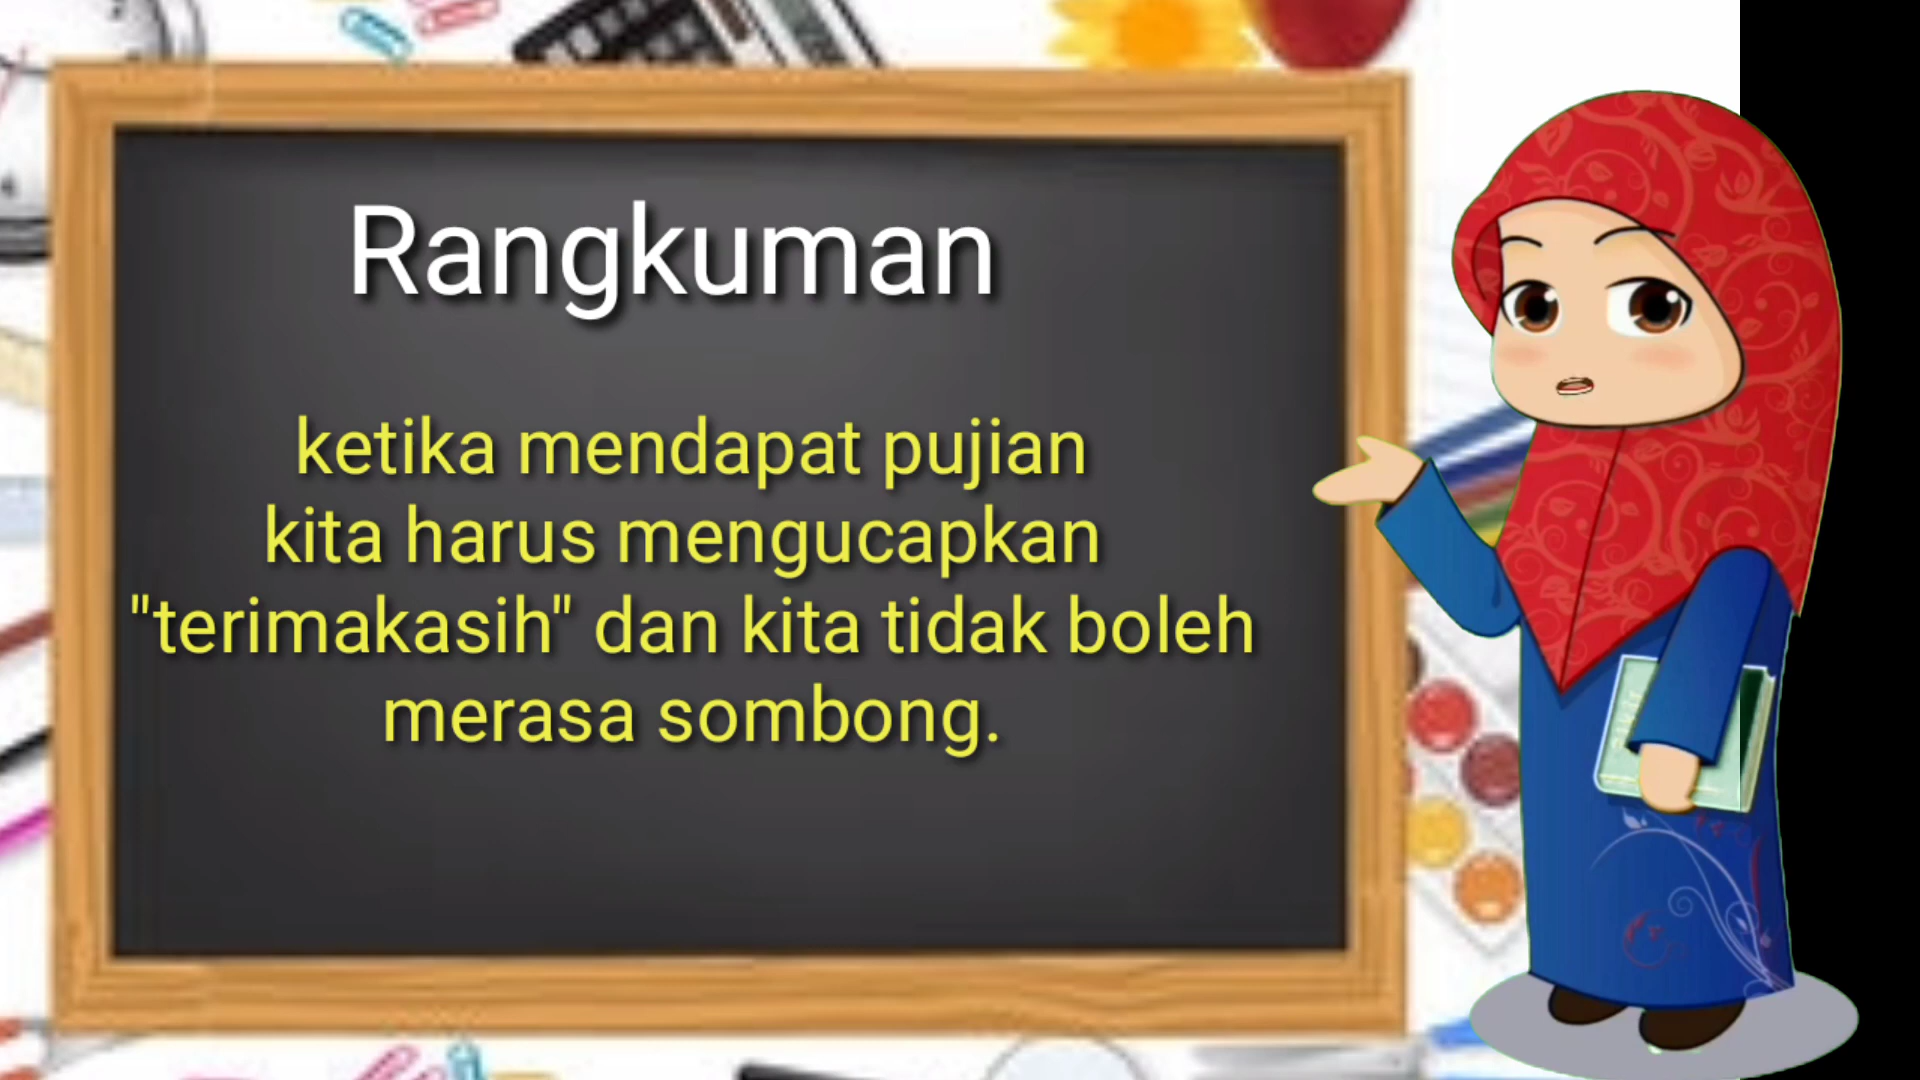 Rangkuman
ketika mendapat pujian
kita harus mengucapkan
"terimakasih" dan kita tidak boleh
merasa sombong.